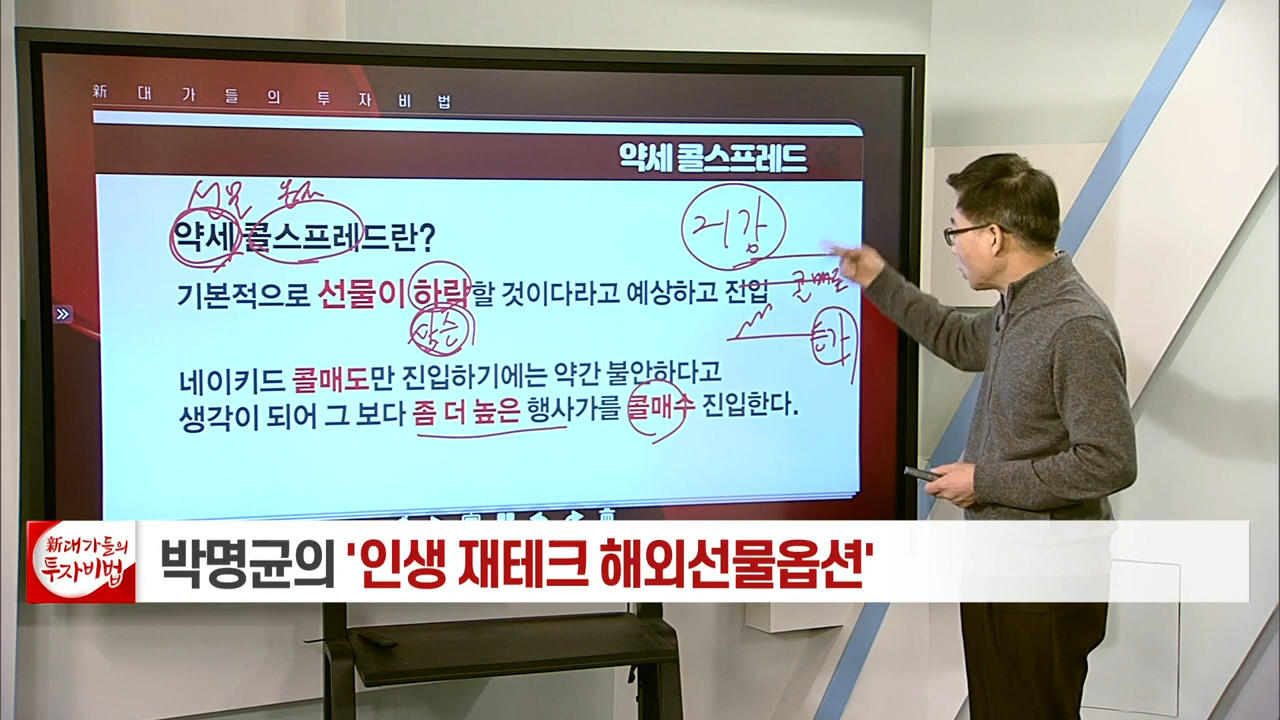 新 대가들의 투자비법
약세 콜스프레드
선물
약세 콜스프레드란?
기본적으로 선물이 하락할 것이다라고 예상하고 진입
네이키드 콜매도만 진입하기에는 약간 불안하다고
생각이 되어 그 보다 좀 더 높은 행사가를 콜매수 진입한다.
新 대가들의
투자비법
박명균의 '인생 재테크 해외선물옵션'